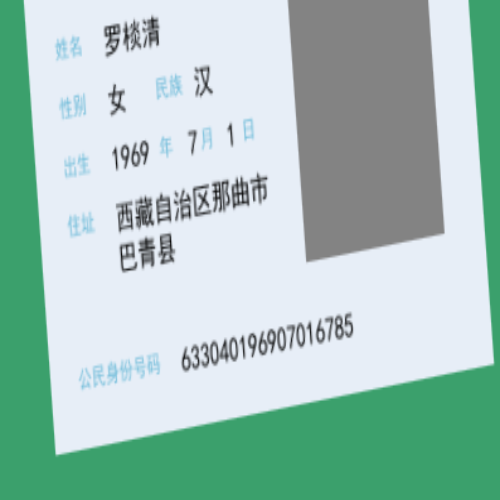 姓名 罗棪清
性别 女 民族 汉
出生 1969 年 7 月 1 日
住址 西藏自治区那曲市
巴青县
公民身份号码 633040196907016785